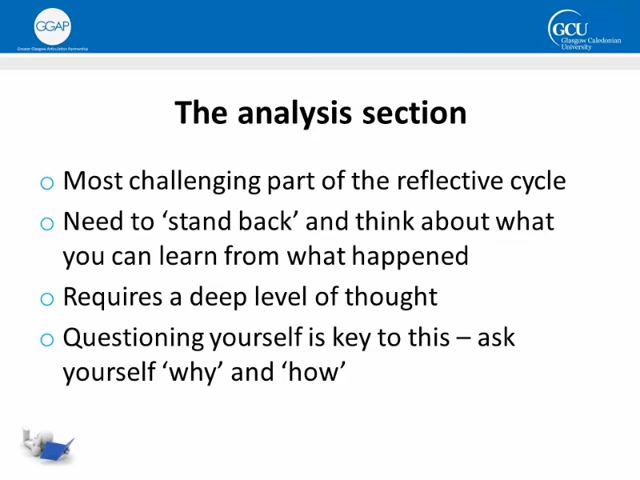 GGAP
Greater Glasgow Articulation Partnership
GCU
Glasgow Caledonian
University
The analysis section
o Most challenging part of the reflective cycle
o Need to ‘stand back’ and think about what
you can learn from what happened
o Requires a deep level of thought
o Questioning yourself is key to this – ask
yourself ‘why’ and ‘how’